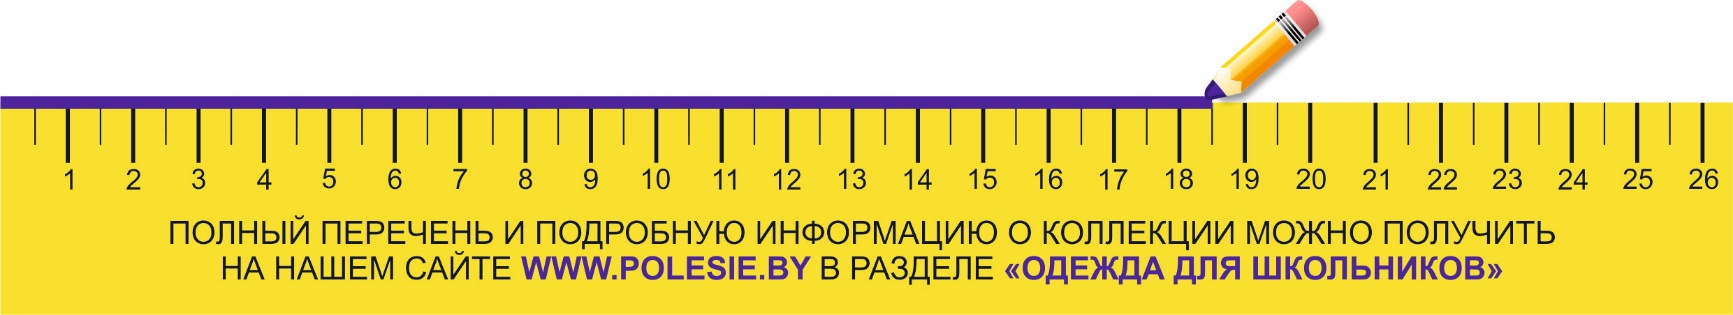 1 2 3 4 5 6 7 8 9 10 11 12 13 14 15 16 17 18 19 20 21 22 23 24 25 26
ПОЛНЫЙ ПЕРЕЧЕНЬ И ПОДРОБНУЮ ИНФОРМАЦИЮ О КОЛЛЕКЦИИ МОЖНО ПОЛУЧИТЬ
НА НАШЕМ САЙТЕ WWW.POLESIE.BY В РАЗДЕЛЕ «ОДЕЖДА ДЛЯ ШКОЛЬНИКОВ»